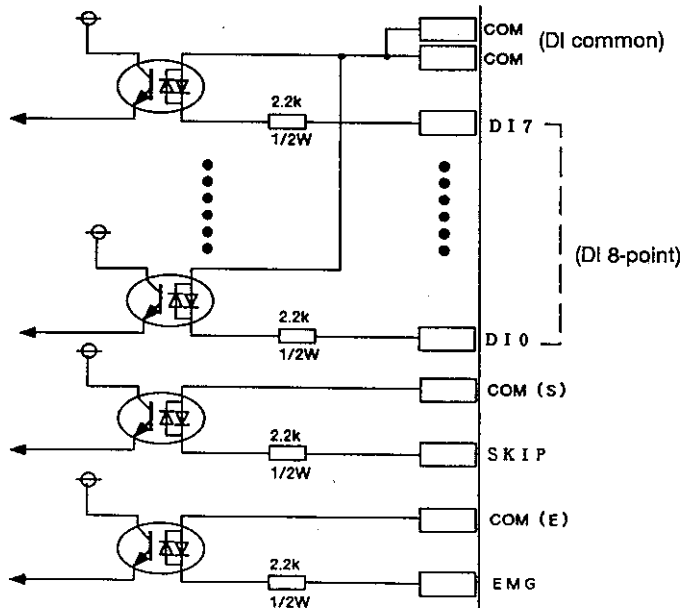 COM
(DI common)
COM
2.2k
1/2W
DI7
(DI 8-point)
2.2k
1/2W
DI0
COM (S)
2.2k
1/2W
SKIP
COM (E)
2.2k
1/2W
EMG